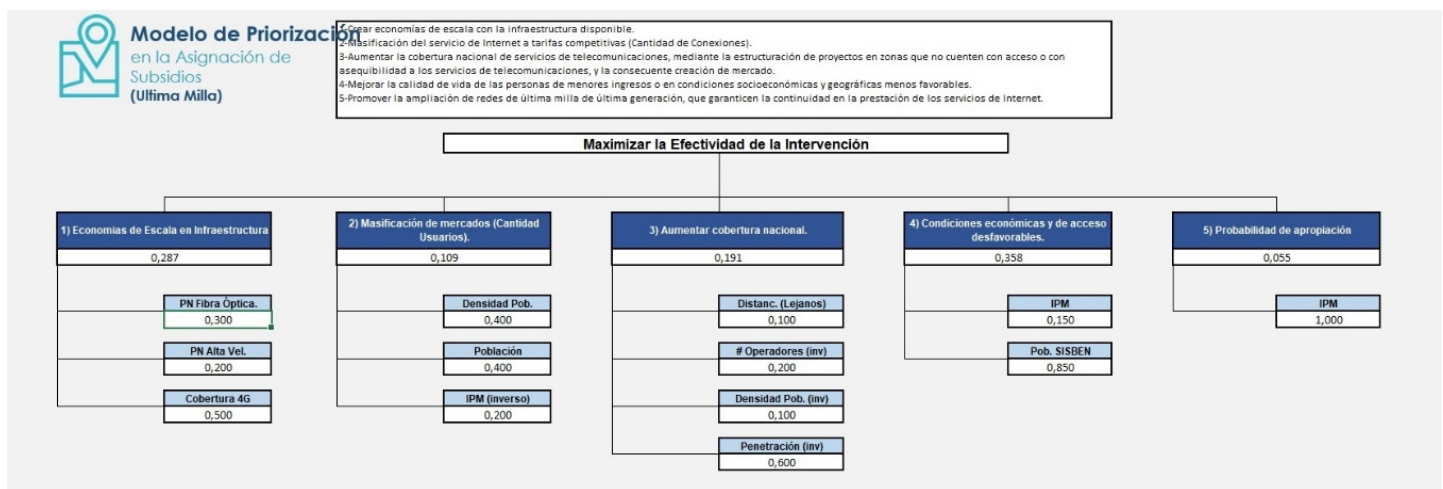 Modelo de Priorización
en la Asignación de
Subsidios
(Ultima Milla)
1-Crear economías de escala con la infraestructura disponible.
2-Masificación del servicio de Internet a tarifas competitivas (Cantidad de Conexiones).
3-Aumentar la cobertura nacional de servicios de telecomunicaciones, mediante la estructuración de proyectos en zonas que no cuenten con acceso o con
asequibilidad a los servicios de telecomunicaciones, y la consecuente creación de mercado.
4-Mejorar la calidad de vida de las personas de menores ingresos o en condiciones socioeconómicas y geográficas menos favorables.
5-Promover la ampliación de redes de última milla de última generación, que garanticen la continuidad en la prestación de los servicios de Internet.
Maximizar la Efectividad de la Intervención
1) Economias de Escala en Infraestructura
0,287
PN Fibra Óptica.
0,300
PN Alta Vel.
0,200
Cobertura 4G
0,500
2) Masificación de mercados (Cantidad
Usuarios).
0,109
Densidad Pob.
0,400
Población
0,400
IPM (inverso)
0,200
3) Aumentar cobertura nacional.
0,191
Distanc. (Lejanos)
0,100
# Operadores (inv)
0,200
Densidad Pob. (inv)
0,100
Penetración (inv)
0,600
4) Condiciones económicas y de acceso
desfavorables.
0,358
IPM
0,150
Pob. SISBEN
0,850
5) Probabilidad de apropiación
0,055
IPM
1,000